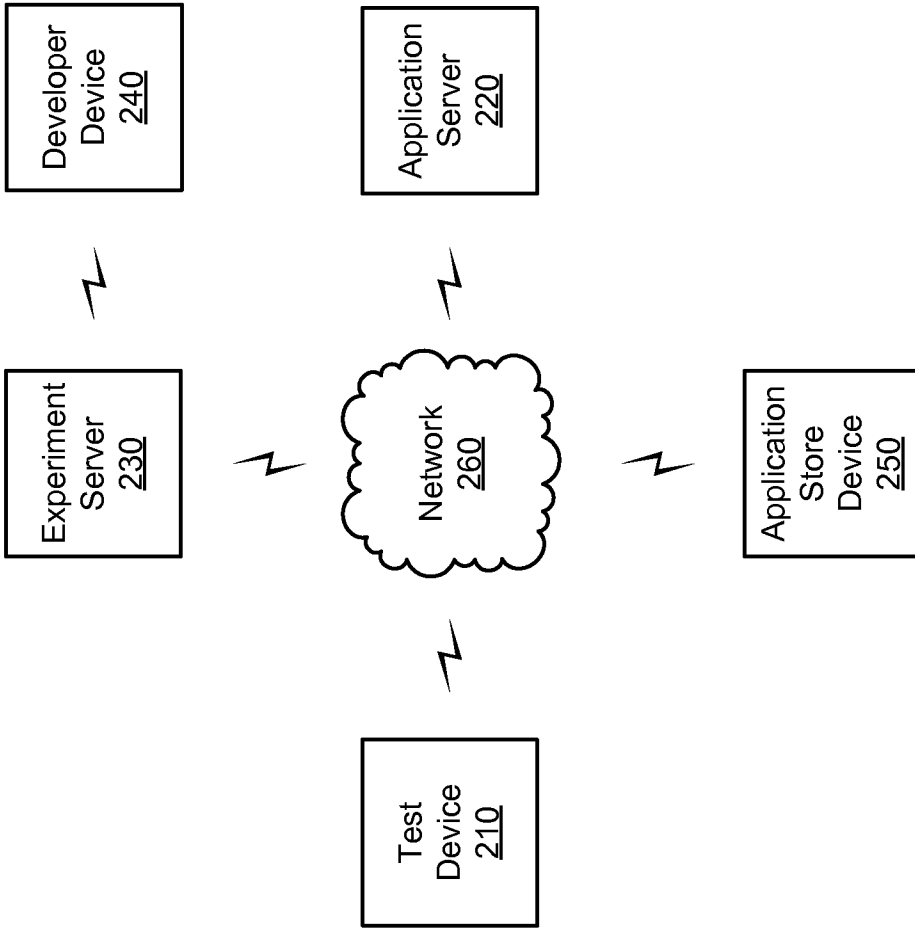 Experiment
Server
230
Developer
Device
240
Test
Device
210
Network
260
Application
Server
220
Application
Store
Device
250